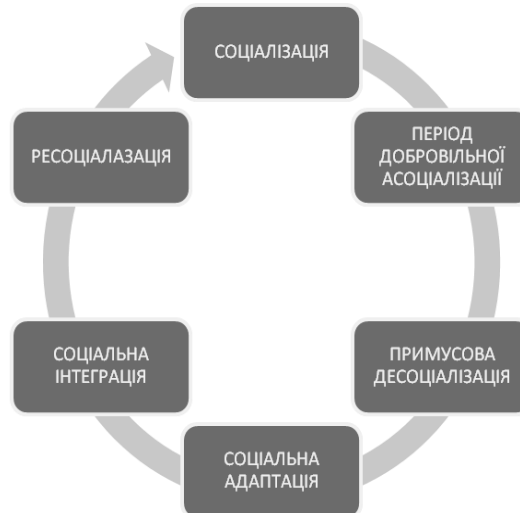 СОЦІАЛІЗАЦІЯ
ПЕРІОД
ДОБРОВІЛЬНОЇ
АСОЦІАЛІЗАЦІЇ
ПРИМУСОВА
ДЕСОЦІАЛІЗАЦІЯ
СОЦІАЛЬНА
АДАПТАЦІЯ
СОЦІАЛЬНА
ІНТЕГРАЦІЯ
РЕСОЦІАЛАЗАЦІЯ